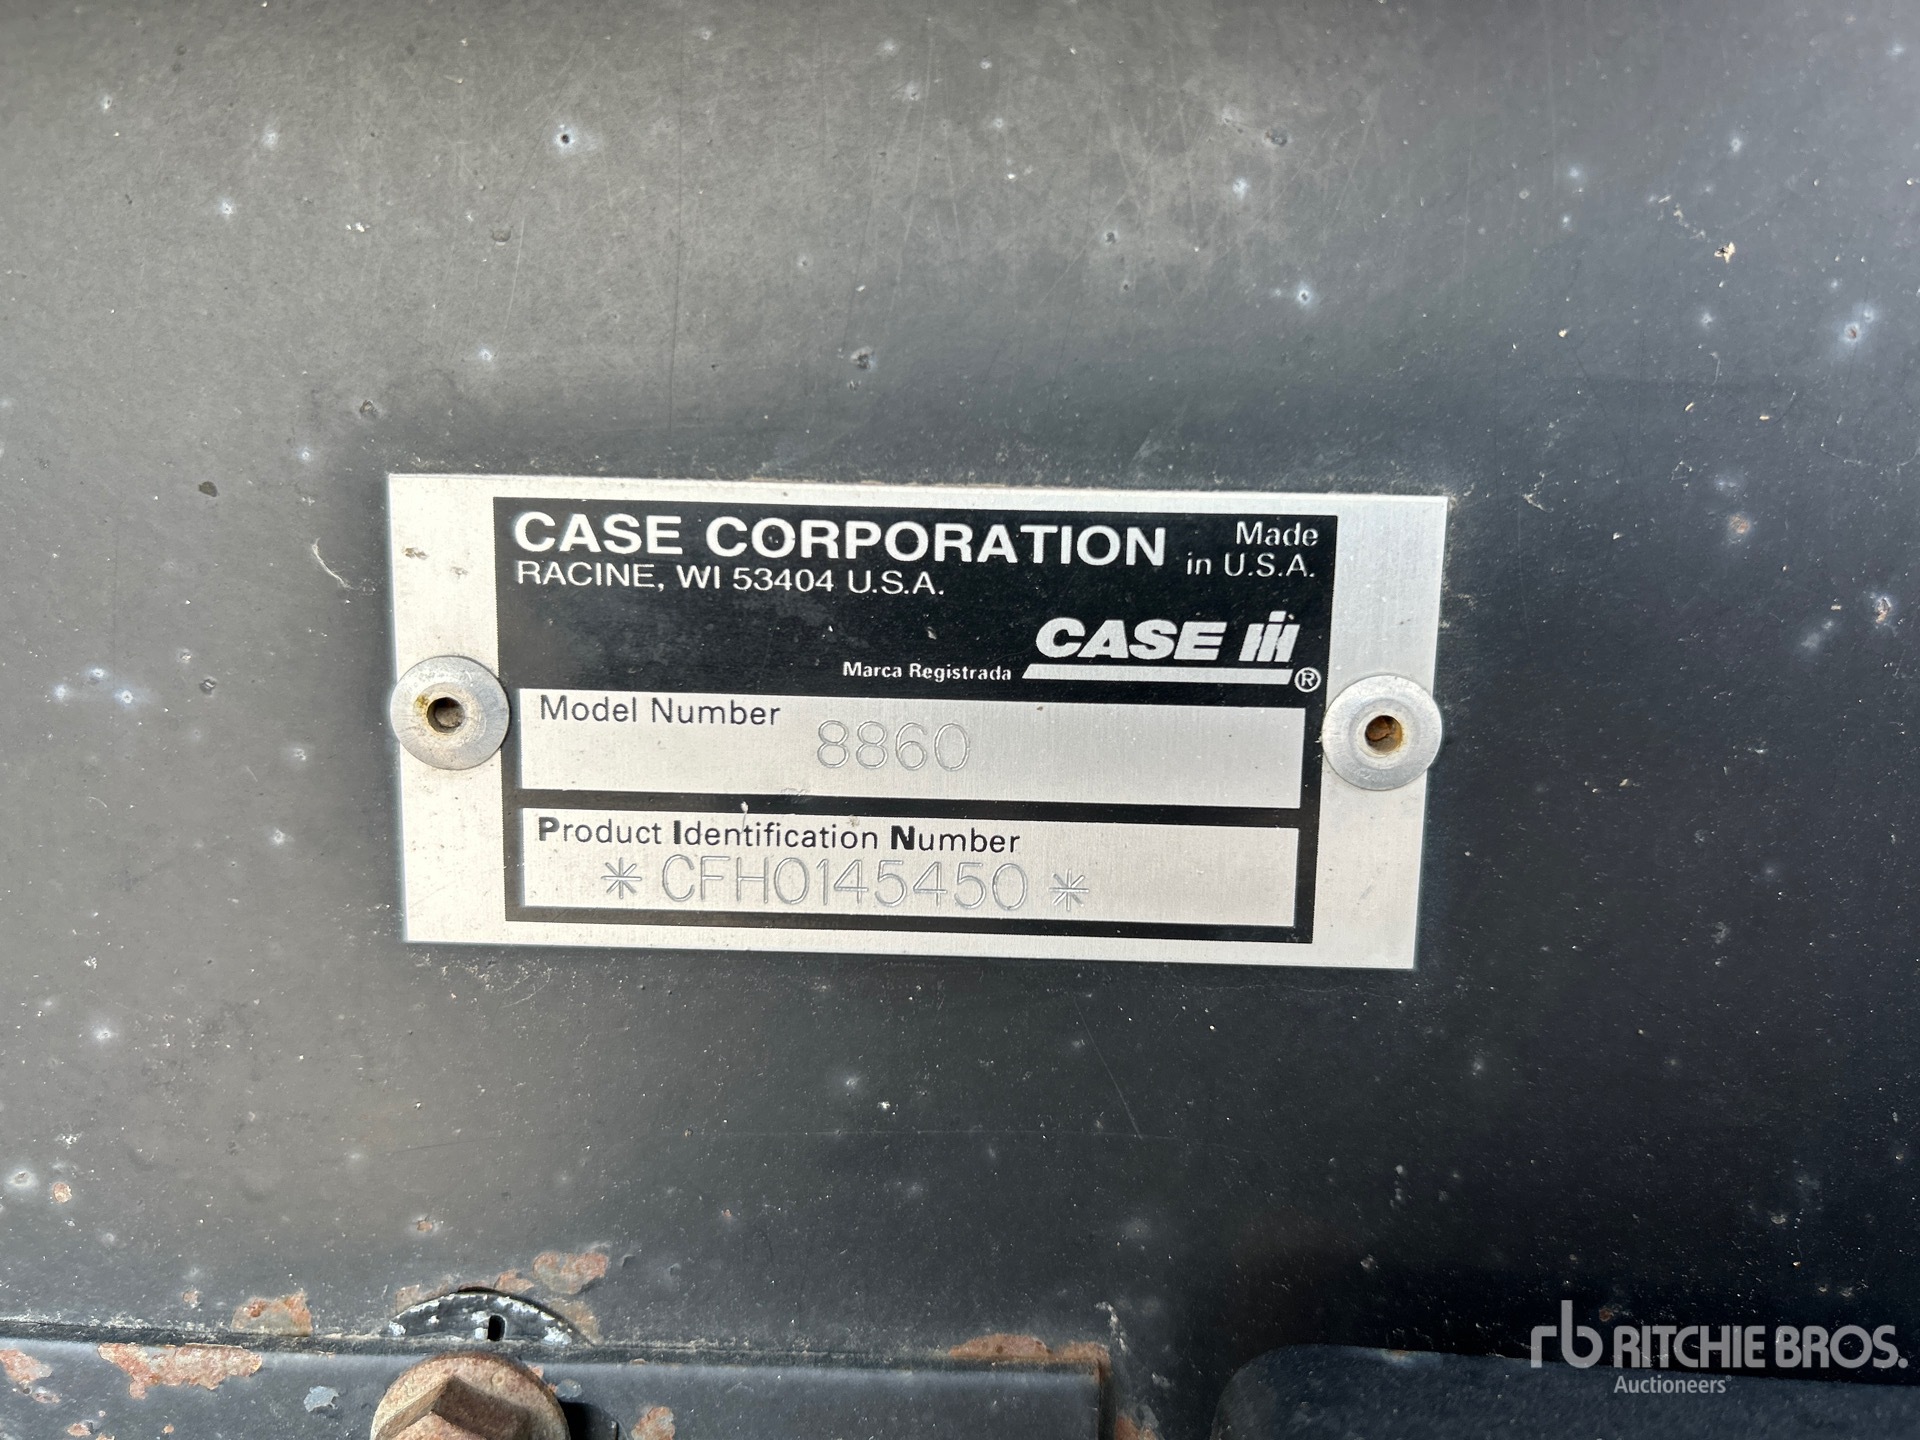 CASE CORPORATION
Made
in U.S.A.
RACINE, WI 53404 U.S.A.
CASE IH
Marca Registrada ®
Model Number
8860
Product Identification Number
*CFH0145450*
rb RITCHIE BROS.
Auctioneers